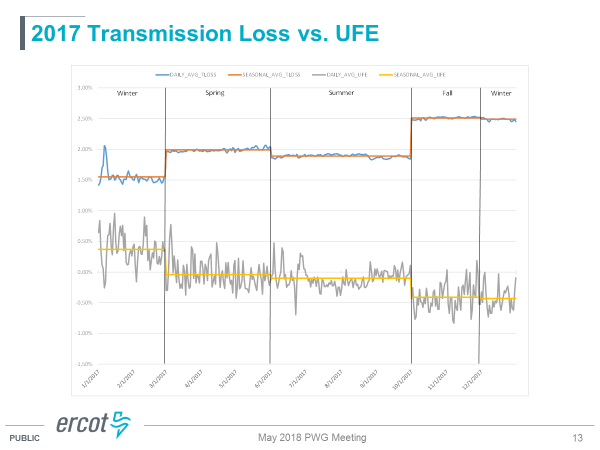 2017 Transmission Loss vs. UFE
DAILY_AVG_TLOSS SEASONAL_AVG_TLOSS DAILY_AVG_UFE SEASONAL_AVG_UFE
3.00%
Winter Spring Summer Fall Winter
2.50%
2.00%
1.50%
1.00%
0.50%
0.00%
-0.50%
-1.00%
-1.50%
1/1/2017 2/1/2017 3/1/2017 4/1/2017 5/1/2017 6/1/2017 7/1/2017 8/1/2017 9/1/2017 10/1/2017 11/1/2017 12/1/2017
ercot
PUBLIC
May 2018 PWG Meeting
13